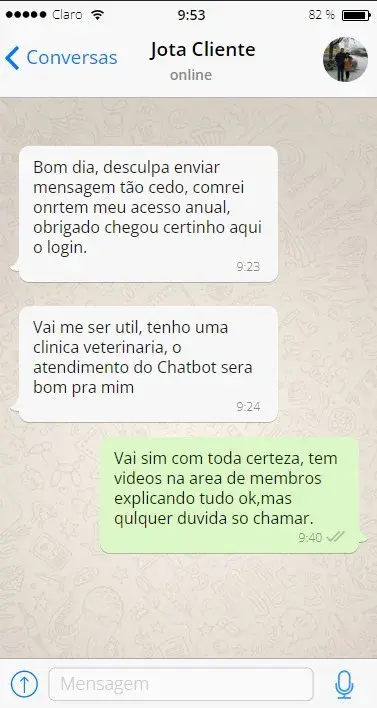 Claro 9:53 82 %
Conversas Jota Cliente
online
Bom dia, desculpa enviar
mensagem tão cedo, comrei
onrtem meu acesso anual,
obrigado chegou certinho aqui
o login.
9:23
Vai me ser util, tenho uma
clinica veterinaria, o
atendimento do Chatbot sera
bom pra mim
9:24
Vai sim com toda certeza, tem
videos na area de membros
explicando tudo ok,mas
qulquer duvida so chamar.
9:40
Mensagem